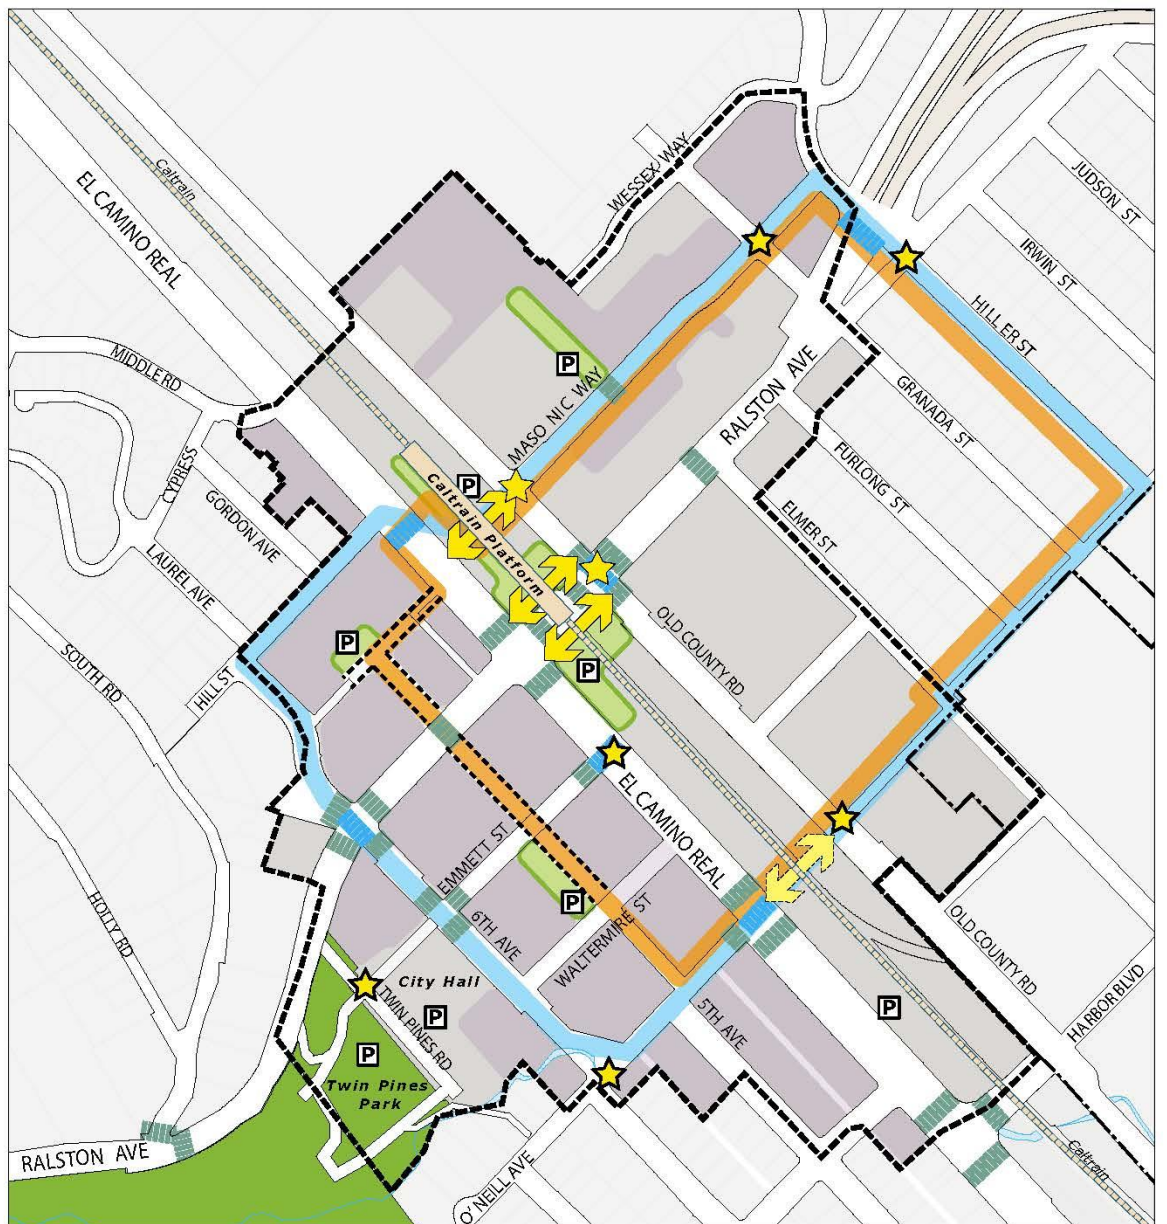 WESSEX WAY
JUDSON ST
Caltrain
EL CAMINO REAL
IRWIN ST
HILLER ST
MIDDLE RD
P
RALSTON AVE
GRANADA ST
MASONIC WAY
CYPRESS
P
GORDON AVE
Caltrain Platform
FURLONG ST
ELMER ST
LAUREL AVE
P
P
OLD COUNTY RD
SOUTH RD
HILL ST
EL CAMINO REAL
EMMETT ST
P
HOLLY RD
6TH AVE
WALTERMIRE ST
OLD COUNTY RD
City Hall
TWIN PINES RD
P
5TH AVE
P
HARBOR BLVD
P
Twin Pines
Park
RALSTON AVE
O' NEILL AVE
Caltrain